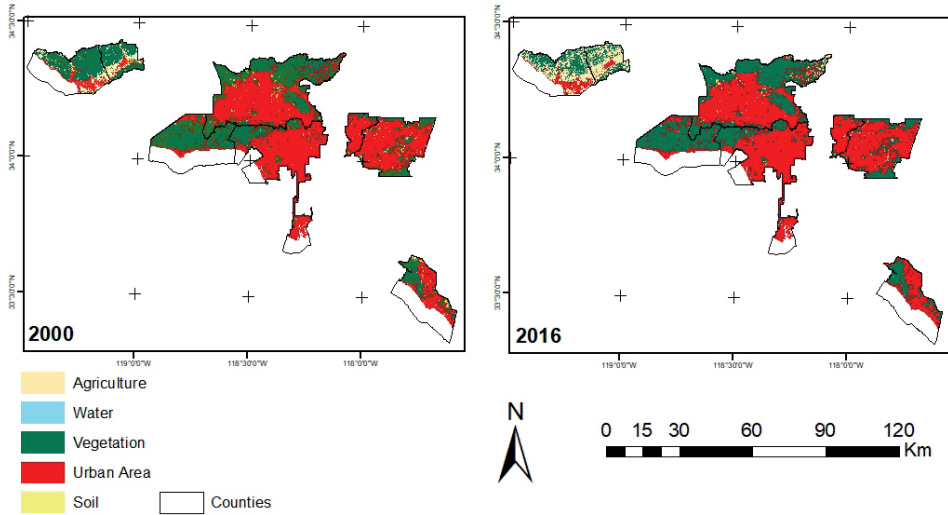 34°30'0"N
34°0'0"N
33°30'0"N
2000
119°0'0"W
118°30'0"W
118°0'0"W
34°30'0"N
34°0'0"N
33°30'0"N
2016
119°0'0"W
118°30'0"W
118°0'0"W
Agriculture
Water
Vegetation
Urban Area
Soil
Counties
N
0 15 30 60 90 120
Km